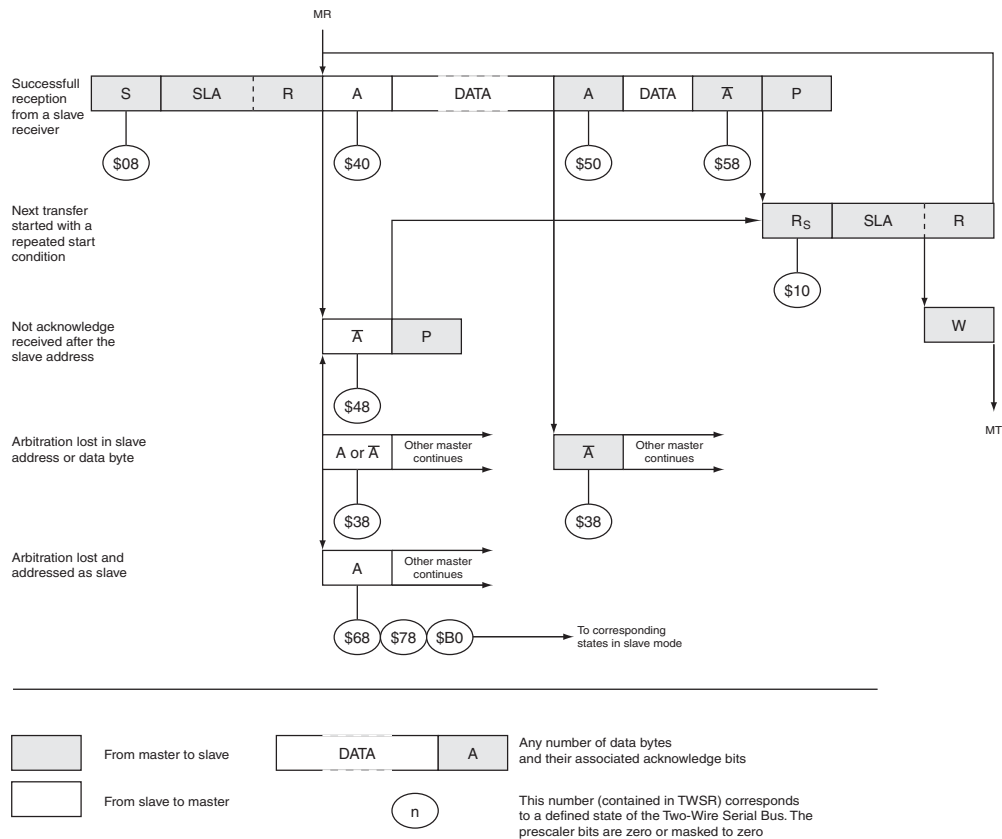 MR
Successfull
reception
from a slave
receiver
S SLA R A DATA A DATA A̅ P
$08 $40 $50 $58
Next transfer
started with a
repeated start
condition
RS SLA R
$10
W
MT
Not acknowledge
received after the
slave address
A̅ P
$48
Arbitration lost in slave
address or data byte
A or A̅
Other master
continues
A̅
Other master
continues
$38 $38
Arbitration lost and
addressed as slave
A
Other master
continues
$68 $78 $B0
To corresponding
states in slave mode
From master to slave
DATA A
Any number of data bytes
and their associated acknowledge bits
From slave to master
n
This number (contained in TWSR) corresponds
to a defined state of the Two-Wire Serial Bus. The
prescaler bits are zero or masked to zero